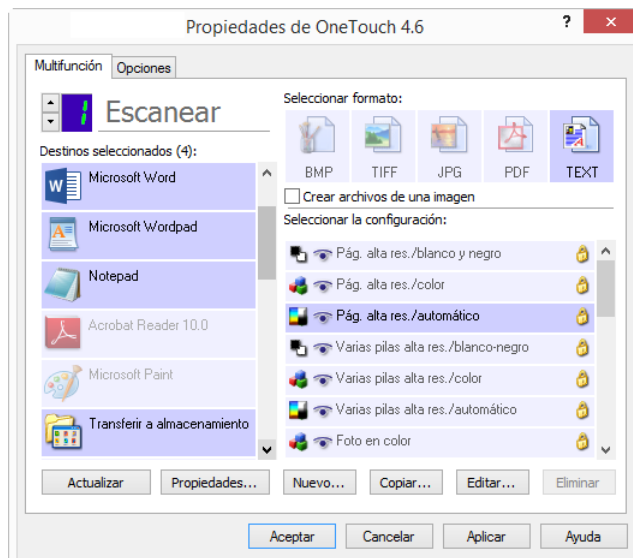 Propiedades de OneTouch 4.6
Multifunción
Opciones
1
Escanear
Destinos seleccionados (4):
Microsoft Word
Microsoft Wordpad
Notepad
Acrobat Reader 10.0
Microsoft Paint
Transferir a almacenamiento
Actualizar
Propiedades...
Seleccionar formato:
BMP
TIFF
JPG
PDF
TEXT
Crear archivos de una imagen
Seleccionar la configuración:
Pág. alta res./blanco y negro
Pág. alta res./color
Pág. alta res./automático
Varias pilas alta res./blanco-negro
Varias pilas alta res./color
Varias pilas alta res./automático
Foto en color
Nuevo...
Copiar...
Editar...
Eliminar
Aceptar
Cancelar
Aplicar
Ayuda